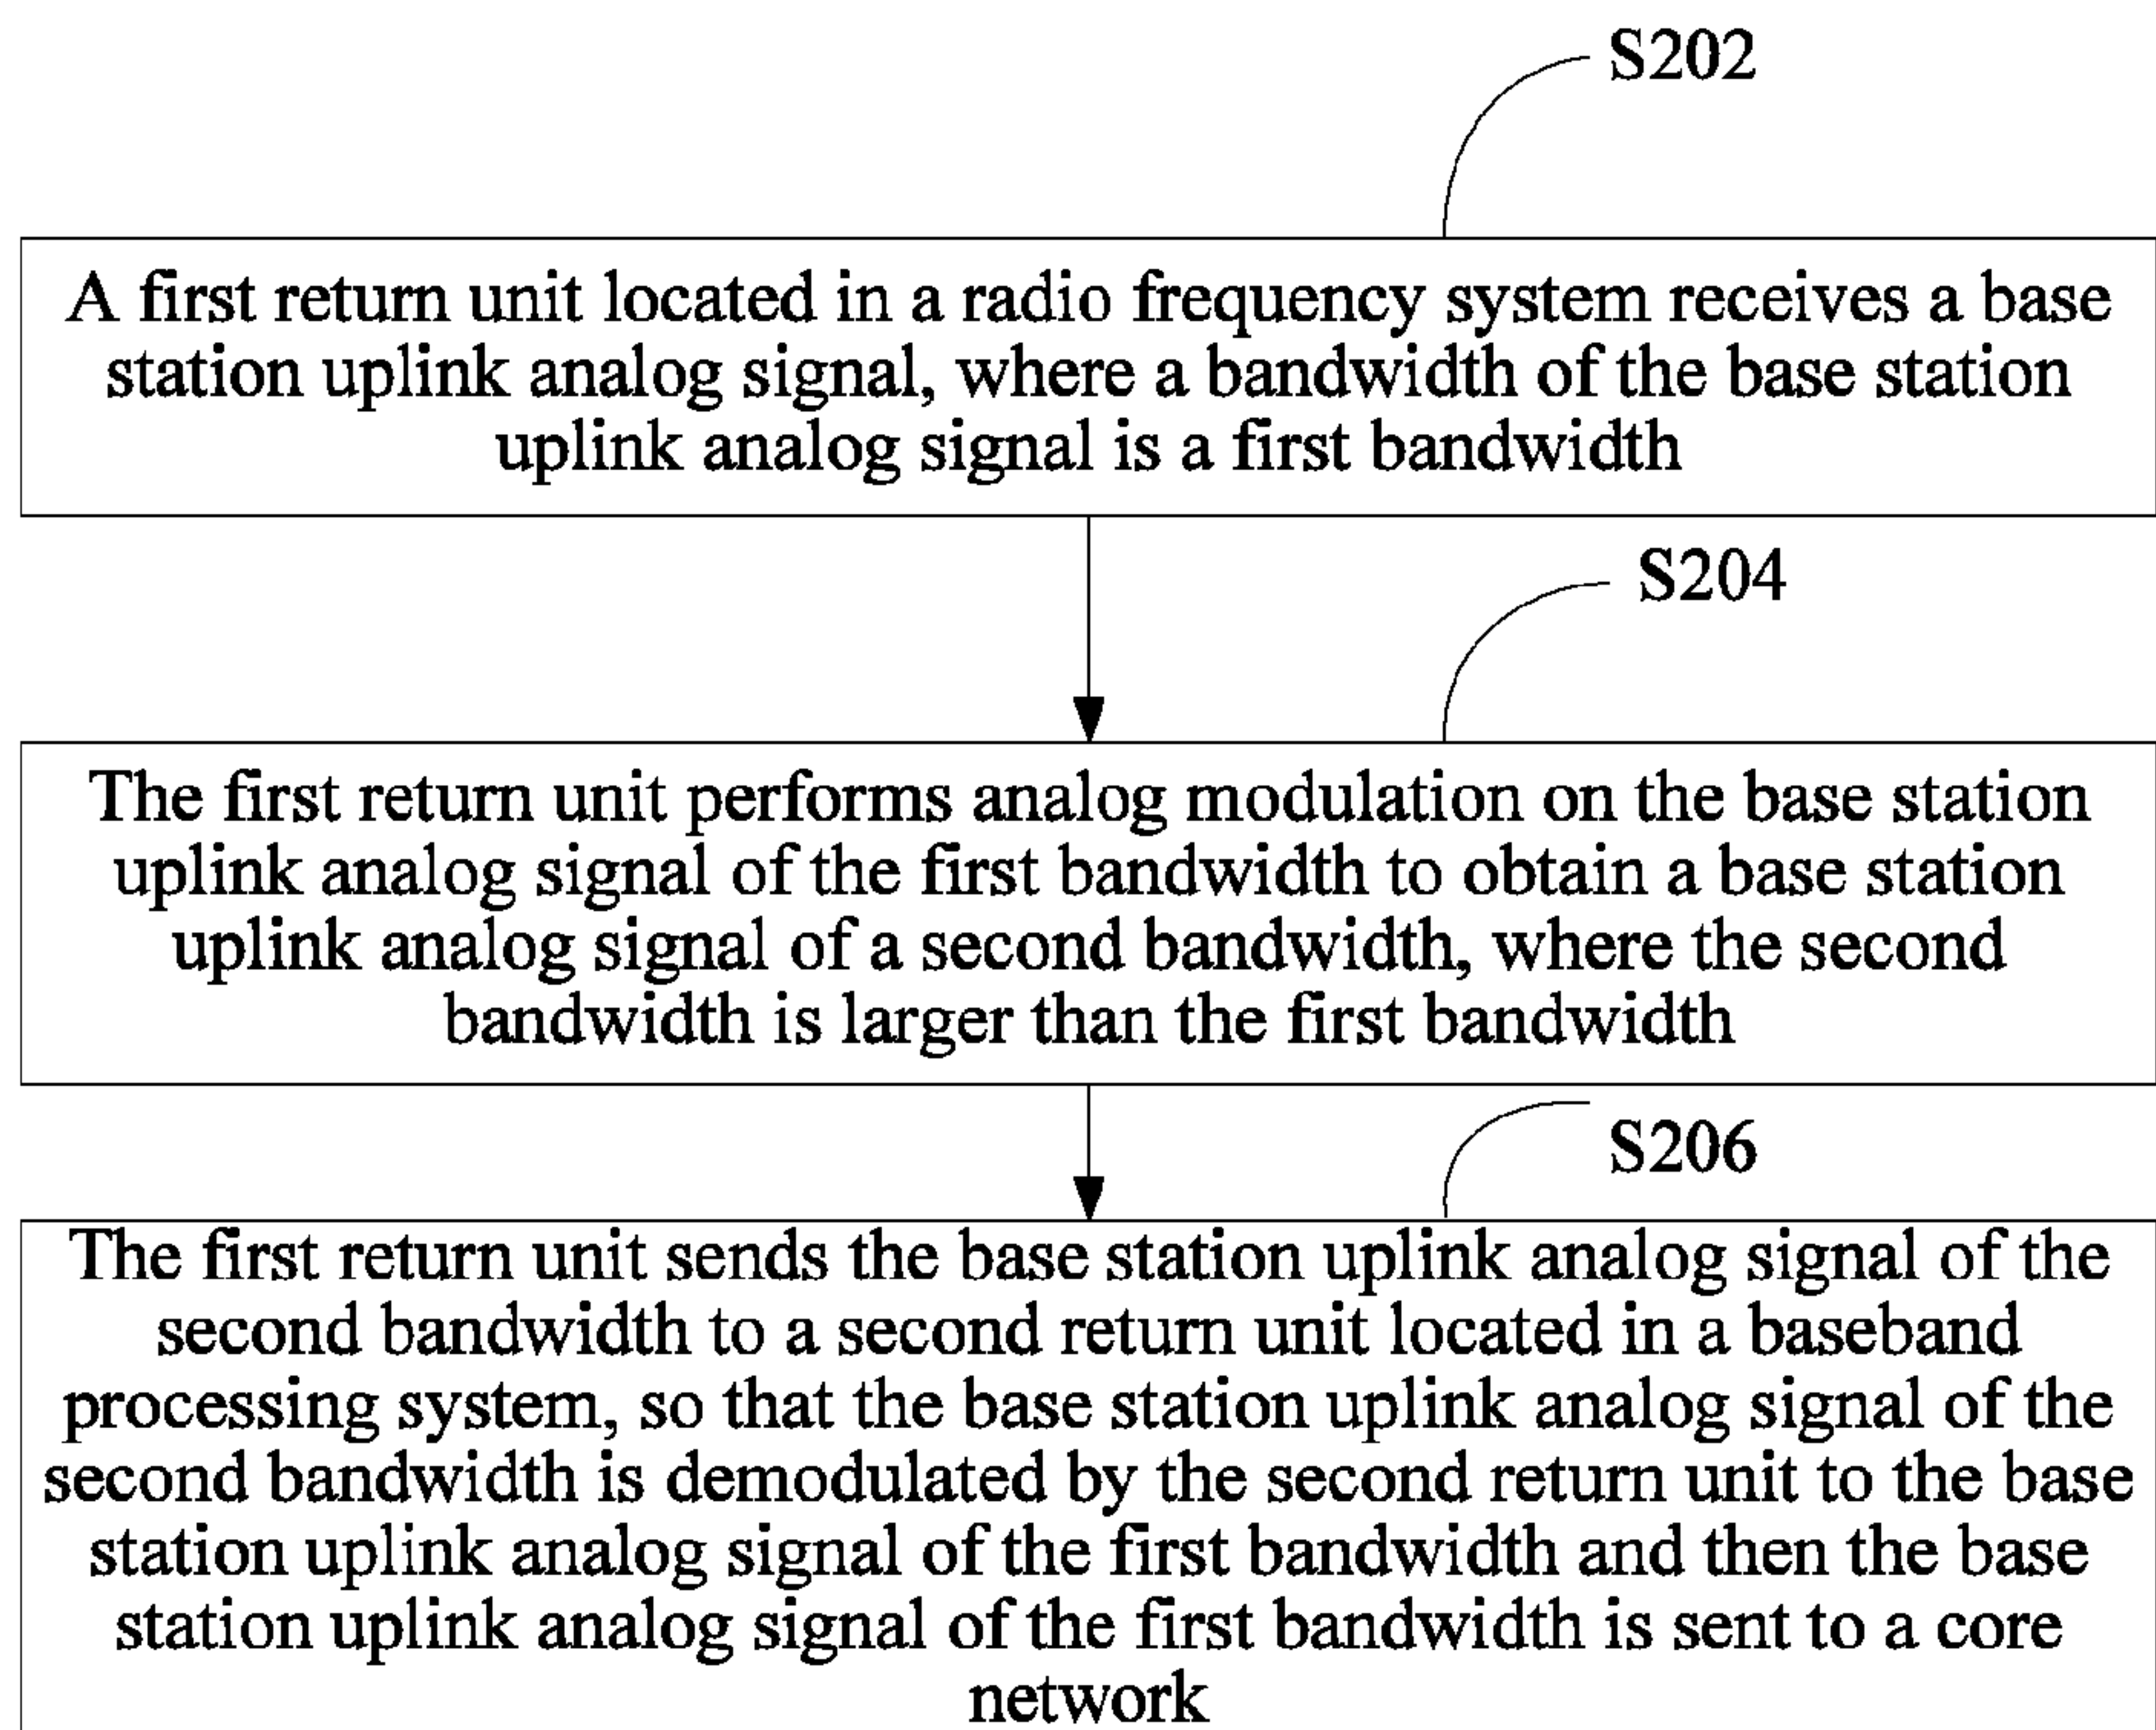 S202
A first return unit located in a radio frequency system receives a base
station uplink analog signal, where a bandwidth of the base station
uplink analog signal is a first bandwidth
S204
The first return unit performs analog modulation on the base station
uplink analog signal of the first bandwidth to obtain a base station
uplink analog signal of a second bandwidth, where the second
bandwidth is larger than the first bandwidth
S206
The first return unit sends the base station uplink analog signal of the
second bandwidth to a second return unit located in a baseband
processing system, so that the base station uplink analog signal of the
second bandwidth is demodulated by the second return unit to the base
station uplink analog signal of the first bandwidth and then the base
station uplink analog signal of the first bandwidth is sent to a core
network